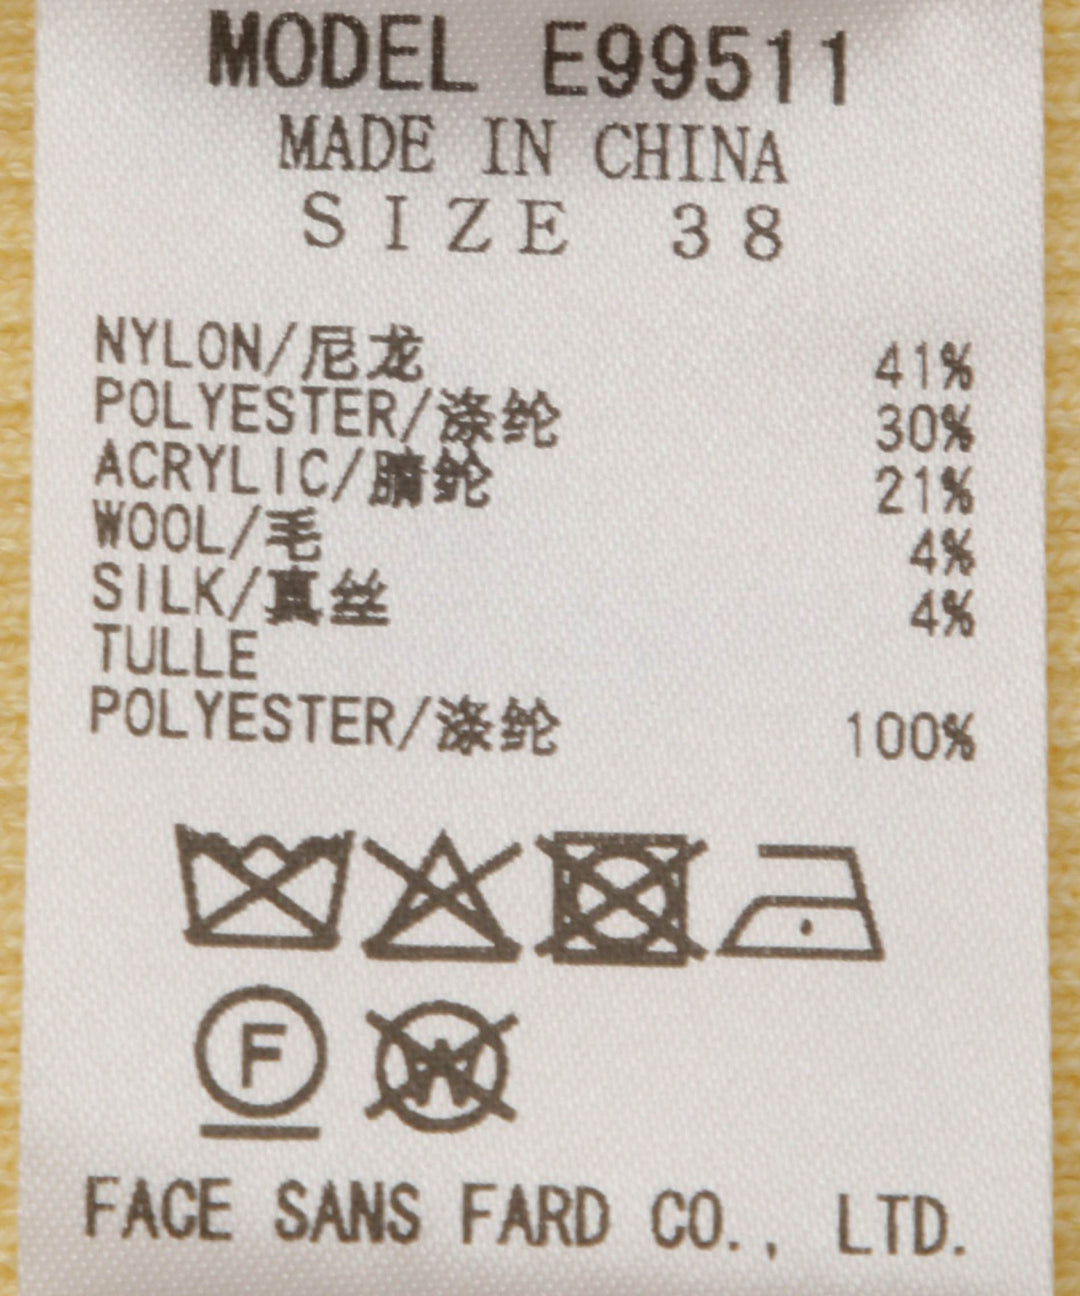 MODEL E99511
MADE IN CHINA
SIZE 38
NYLON/尼龙 41%
POLYESTER/涤纶 30%
ACRYLIC/腈纶 21%
WOOL/毛 4%
SILK/真丝 4%
TULLE
POLYESTER/涤纶 100%
F W
FACE SANS FARD CO., LTD.